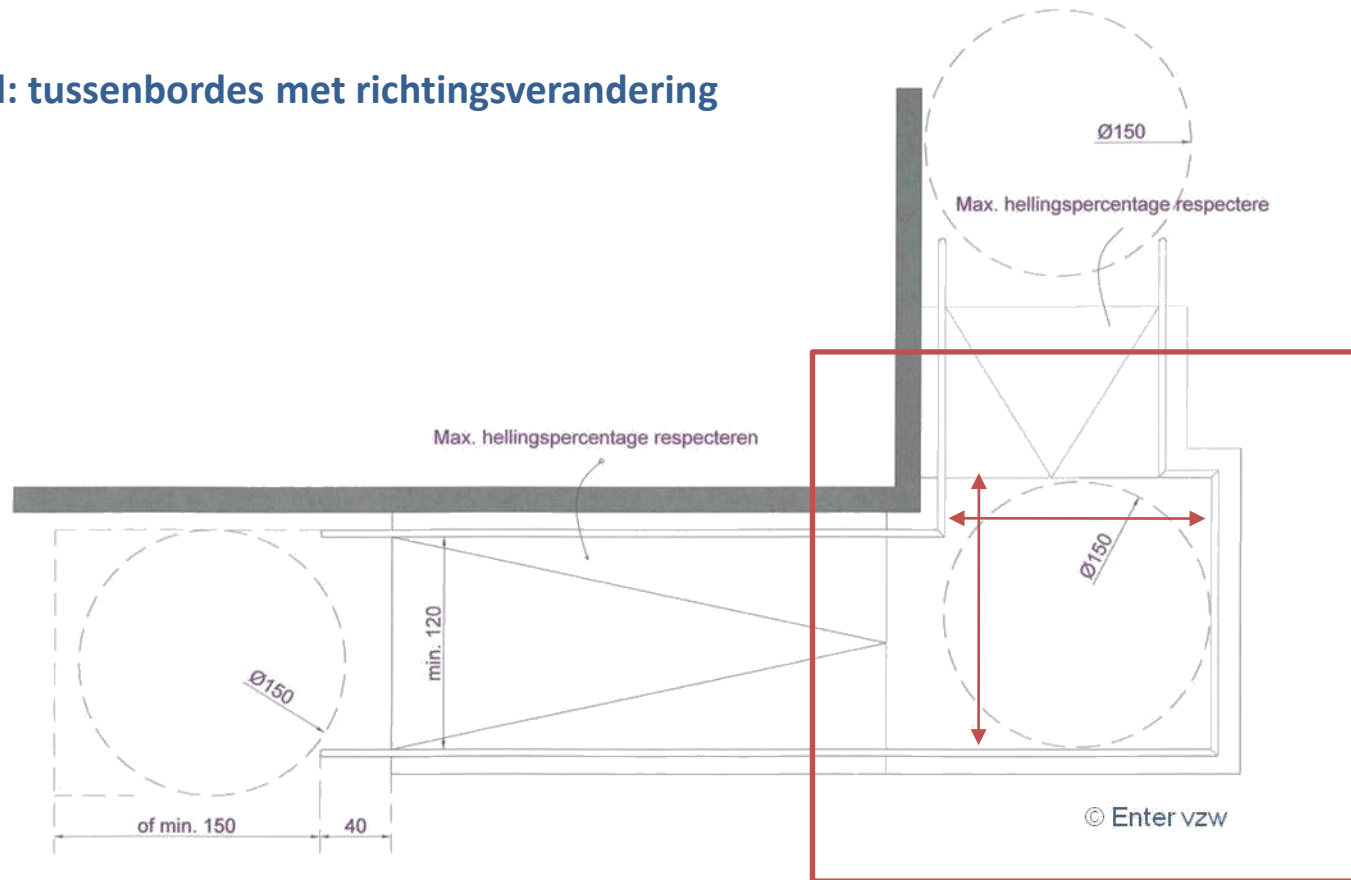 l: tussenbordes met richtingsverandering
Ø150
Max. hellingspercentage respectere
Max. hellingspercentage respecteren
Ø150
min. 120
Ø150
of min. 150
40
© Enter vzw